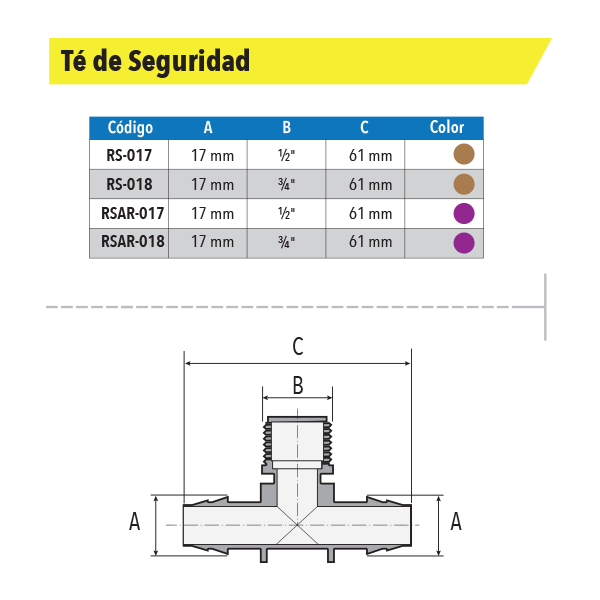 Té de Seguridad
Código A B C Color
RS-017 17 mm ½" 61 mm
RS-018 17 mm ¾" 61 mm
RSAR-017 17 mm ½" 61 mm
RSAR-018 17 mm ¾" 61 mm
C
B
A A